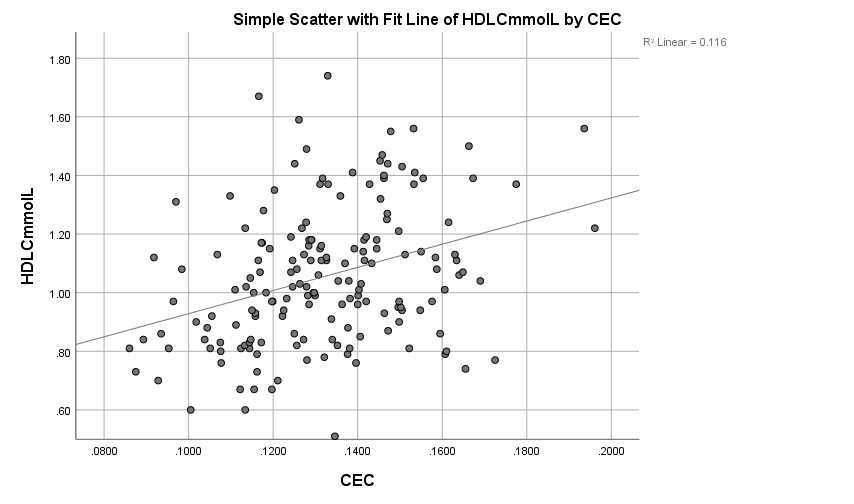 Simple Scatter with Fit Line of HDLCmmolL by CEC
R² Linear = 0.116
HDLCmmolL
1.80
1.60
1.40
1.20
1.00
.80
.60
.0800 .1000 .1200 .1400 .1600 .1800 .2000
CEC